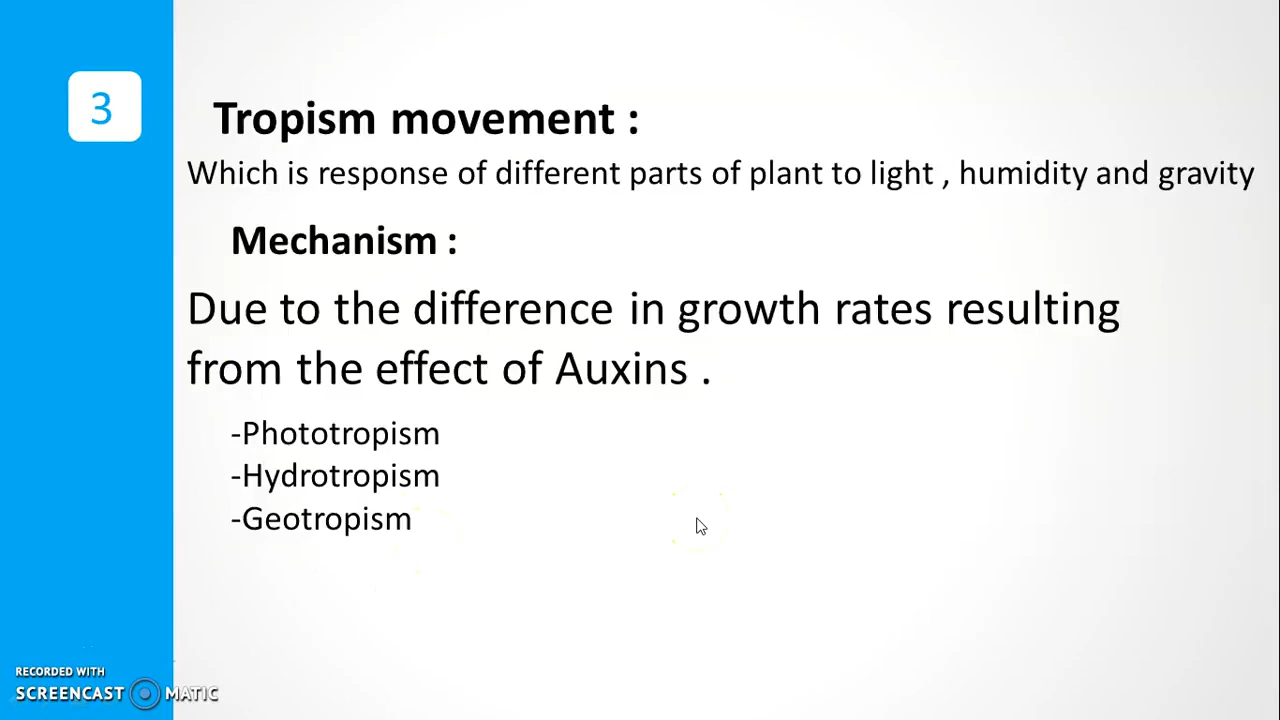 3
Tropism movement :
Which is response of different parts of plant to light , humidity and gravity
Mechanism :
Due to the difference in growth rates resulting
from the effect of Auxins .
-Phototropism
-Hydrotropism
-Geotropism
RECORDED WITH
SCREENCAST MATIC